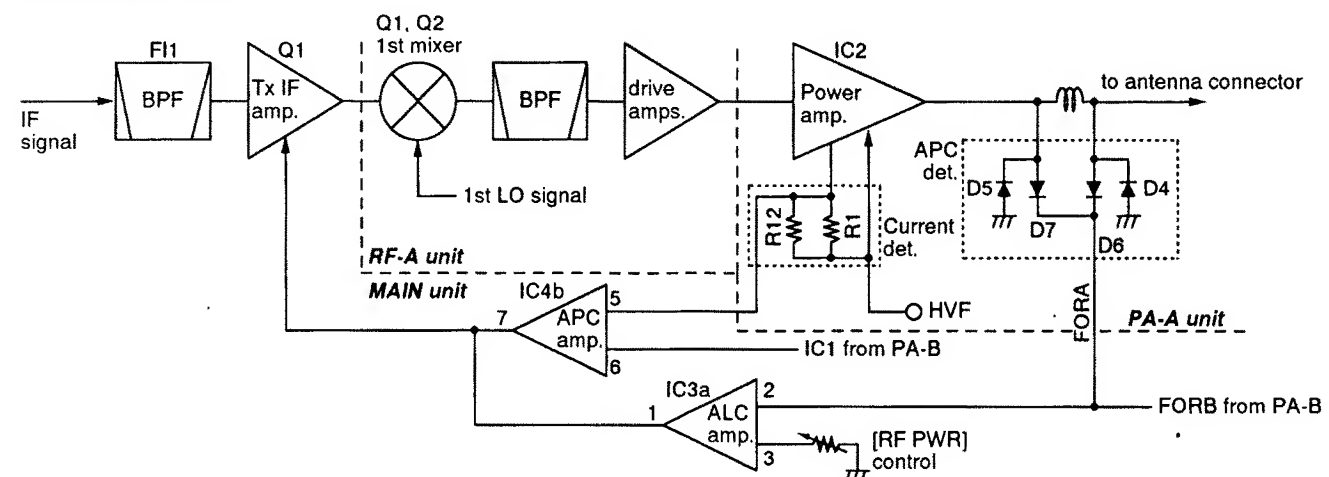 FI1
BPF
IF
signal
Q1
Tx IF
amp.
Q1, Q2
1st mixer
1st LO signal
BPF
drive
amps.
IC2
Power
amp.
to antenna connector
APC
det.
D5
D4
D7
D6
R12
R1
Current
det.
RF-A unit
MAIN unit
IC4b
7
5
APC
amp.
6
HVF
FORA
PA-A unit
IC1 from PA-B
IC3a
1
2
ALC
amp.
3
FORB from PA-B
[RF PWR]
control